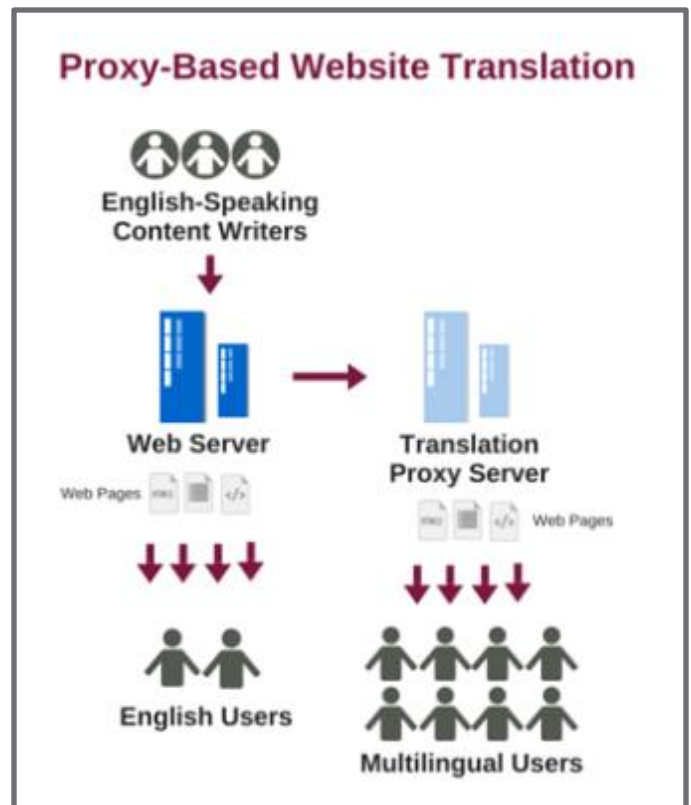 Proxy-Based Website Translation
English-Speaking
Content Writers
Web Server
Translation
Proxy Server
Web Pages
</>
</>
Web Pages
English Users
Multilingual Users